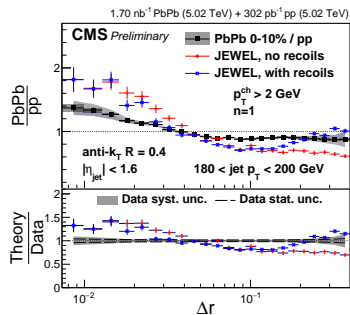 1.70 nb⁻¹ PbPb (5.02 TeV) + 302 pb⁻¹ pp (5.02 TeV)
CMS Preliminary
PbPb 0-10% / pp
JEWEL, no recoils
JEWEL, with recoils
p_T^ch > 2 GeV
n=1
PbPb
pp
2
1
anti-k_T R = 0.4
|η_jet| < 1.6
180 < jet p_T < 200 GeV
Data syst. unc.
Data stat. unc.
Theory
Data
2
1.5
1
0.5
0
10⁻²
10⁻¹
Δr